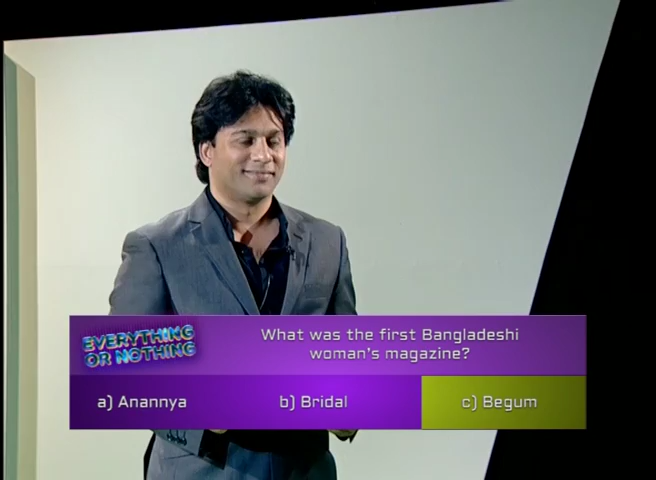 EVERYTHING
OR NOTHING
What was the first Bangladeshi
woman's magazine?
a) Anannya
b) Bridal
c) Begum